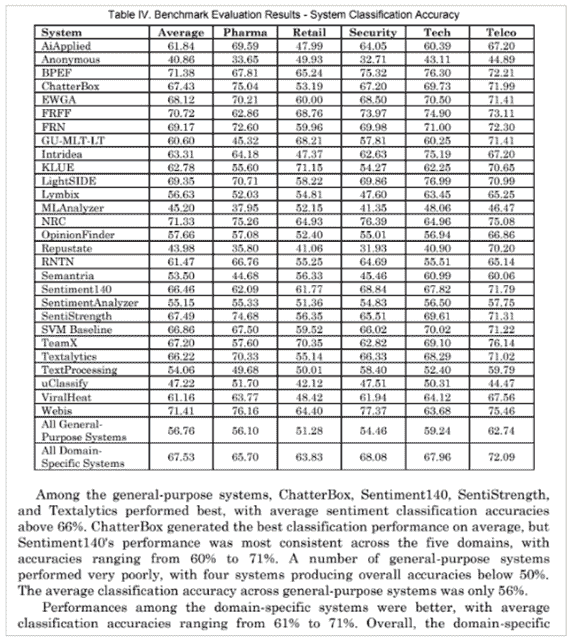 Table IV. Benchmark Evaluation Results - System Classification Accuracy
System Average Pharma Retail Security Tech Telco
AiApplied 61.84 69.59 47.99 64.05 60.39 67.20
Anonymous 40.86 33.65 49.93 32.71 43.11 44.89
BPEF 71.38 67.81 65.24 75.32 76.30 72.21
ChatterBox 67.43 75.04 53.19 67.20 69.73 71.99
EWGA 68.12 70.21 60.00 68.50 70.50 71.41
FRFF 70.72 62.86 68.76 73.97 74.90 73.11
FRN 69.17 72.60 59.96 69.98 71.00 72.30
GU-MLT-LT 60.60 45.32 68.21 57.81 60.25 71.41
Intridea 63.31 64.18 47.37 62.63 75.19 67.20
KLUE 62.78 55.60 71.15 54.27 62.25 70.65
LightSIDE 69.35 70.71 58.22 69.86 76.99 70.99
Lymbix 56.63 52.03 54.81 47.60 63.45 65.25
MLAnalyzer 45.20 37.95 52.15 41.35 48.06 46.47
NRC 71.33 75.26 64.93 76.39 64.96 75.08
OpinionFinder 57.66 57.08 52.40 55.01 56.94 66.86
Repustate 43.98 35.80 41.06 31.93 40.90 70.20
RNTN 61.47 66.76 55.25 64.69 55.51 65.14
Semantria 53.50 44.68 56.33 45.46 60.99 60.06
Sentiment140 66.46 62.09 61.77 68.84 67.82 71.79
SentimentAnalyzer 55.15 55.33 51.36 54.83 56.50 57.75
SentiStrength 67.49 74.68 56.35 65.51 69.61 71.31
SVM Baseline 66.86 67.50 59.52 66.02 70.02 71.22
TeamX 67.20 57.60 70.35 62.82 69.10 76.14
Textalytics 66.22 70.33 55.14 66.33 68.29 71.02
TextProcessing 54.06 49.68 50.01 58.40 52.40 59.79
uClassify 47.22 51.70 42.12 47.51 50.31 44.47
ViralHeat 61.16 63.77 48.42 61.94 64.12 67.56
Webis 71.41 76.16 64.40 77.37 63.68 75.46
All General-
Purpose Systems 56.76 56.10 51.28 54.46 59.24 62.74
All Domain-
Specific Systems 67.53 65.70 63.83 68.08 67.96 72.09
Among the general-purpose systems, ChatterBox, Sentiment140, SentiStrength,
and Textalytics performed best, with average sentiment classification accuracies
above 66%. ChatterBox generated the best classification performance on average, but
Sentiment140's performance was most consistent across the five domains, with
accuracies ranging from 60% to 71%. A number of general-purpose systems
performed very poorly, with four systems producing overall accuracies below 50%.
The average classification accuracy across general-purpose systems was only 56%.
Performances among the domain-specific systems were better, with average
classification accuracies ranging from 61% to 71%. Overall, the domain-specific